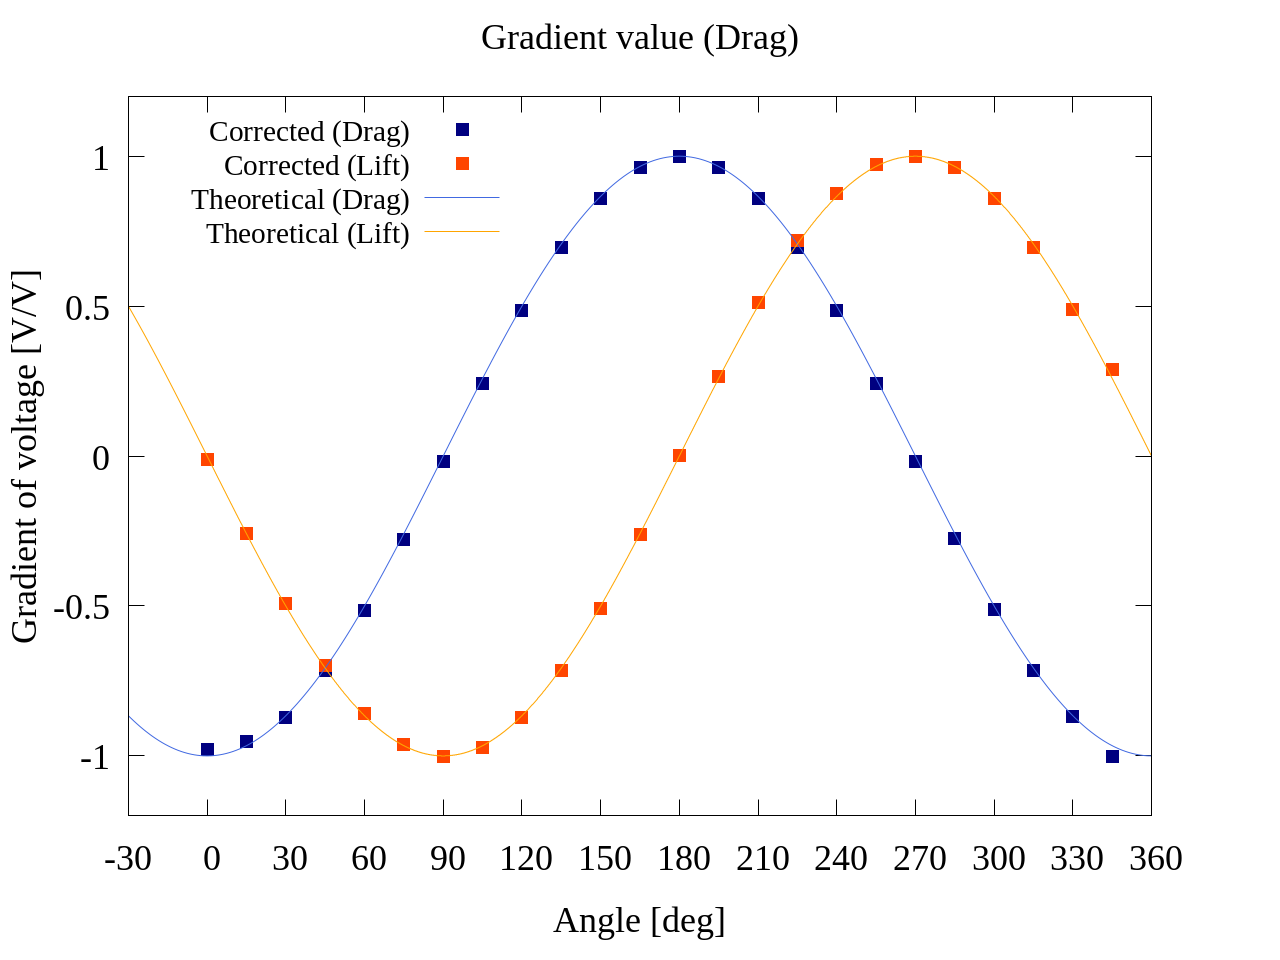 Gradient value (Drag)
Corrected (Drag)
Corrected (Lift)
Theoretical (Drag)
Theoretical (Lift)
1
0.5
0
-0.5
-1
Gradient of voltage [V/V]
-30 0 30 60 90 120 150 180 210 240 270 300 330 360
Angle [deg]